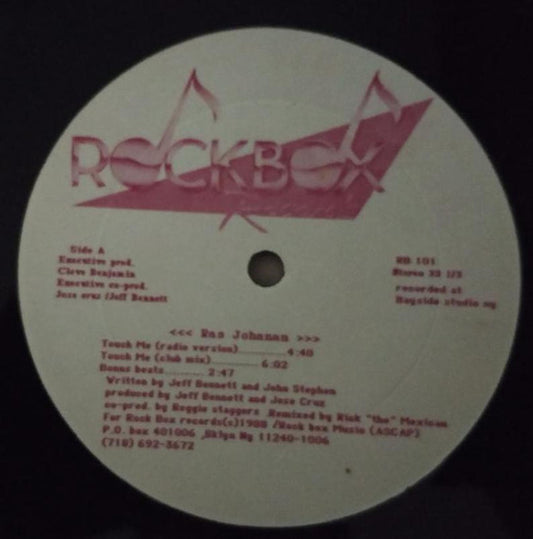 ROCKBOX
Records
Side A
Executive prod.
Cleve Benjamin
Executive co-prod.
Jose cruz /Jeff Bennett
RB 101
Stereo 33 1/3
recorded at
Bayside studio ny.
<<< Ras Johanan >>>
Touch Me (radio version)..............4:40
Touch Me (club mix)............... 6:02
Bonus beats............ 2:47
Written by Jeff Bennett and John Stephen
produced by Jeff Bennett and Jose Cruz
co-prod. by Reggie staggers .Remixed by Rick "the" Mexican
For Rock Box records(s)1988 /Rock box Music (ASCAP)
P.O. box 401006 ,Bklyn Ny 11240-1006
(718) 692-3672